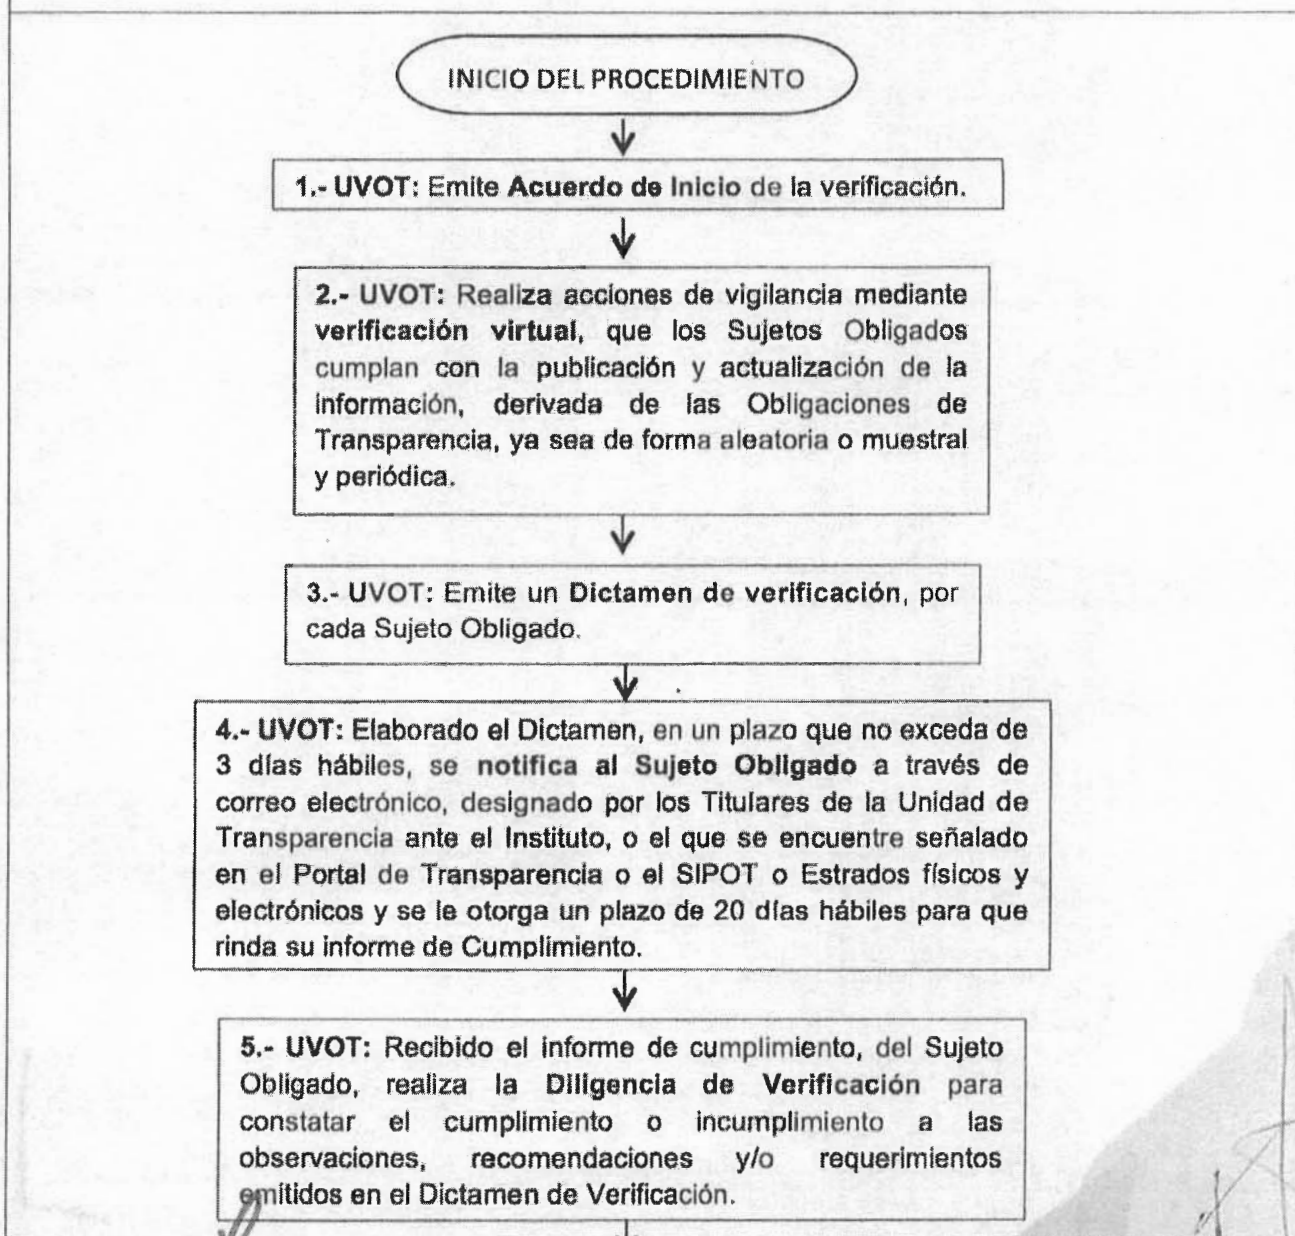 INICIO DEL PROCEDIMIENTO
1.- UVOT: Emite Acuerdo de Inicio de la verificación.
2.- UVOT: Realiza acciones de vigilancia mediante
verificación virtual, que los Sujetos Obligados
cumplan con la publicación y actualización de la
información, derivada de las Obligaciones de
Transparencia, ya sea de forma aleatoria o muestral
y periódica.
3.- UVOT: Emite un Dictamen de verificación, por
cada Sujeto Obligado.
4.- UVOT: Elaborado el Dictamen, en un plazo que no exceda de
3 días hábiles, se notifica al Sujeto Obligado a través de
correo electrónico, designado por los Titulares de la Unidad de
Transparencia ante el Instituto, o el que se encuentre señalado
en el Portal de Transparencia o el SIPOT o Estrados físicos y
electrónicos y se le otorga un plazo de 20 días hábiles para que
rinda su informe de Cumplimiento.
5.- UVOT: Recibido el informe de cumplimiento, del Sujeto
Obligado, realiza la Diligencia de Verificación para
constatar el cumplimiento o incumplimiento a las
observaciones, recomendaciones y/o requerimientos
emitidos en el Dictamen de Verificación.